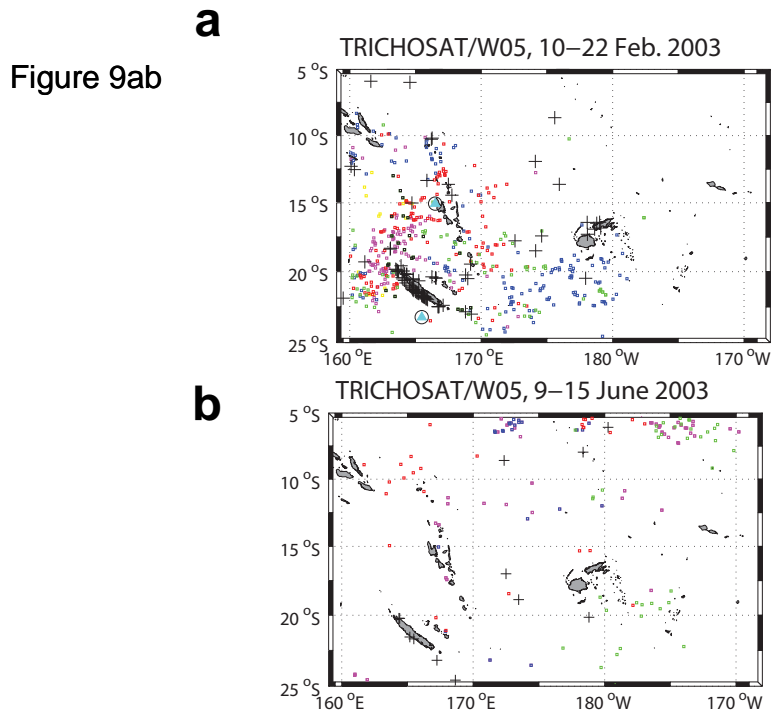 a
TRICHOSAT/W05, 10−22 Feb. 2003
Figure 9ab
5 °S
10 °S
15 °S
20 °S
25 °S
160 °E
170 °E
180 °W
170 °W
b
TRICHOSAT/W05, 9−15 June 2003
5 °S
10 °S
15 °S
20 °S
25 °S
160 °E
170 °E
180 °W
170 °W